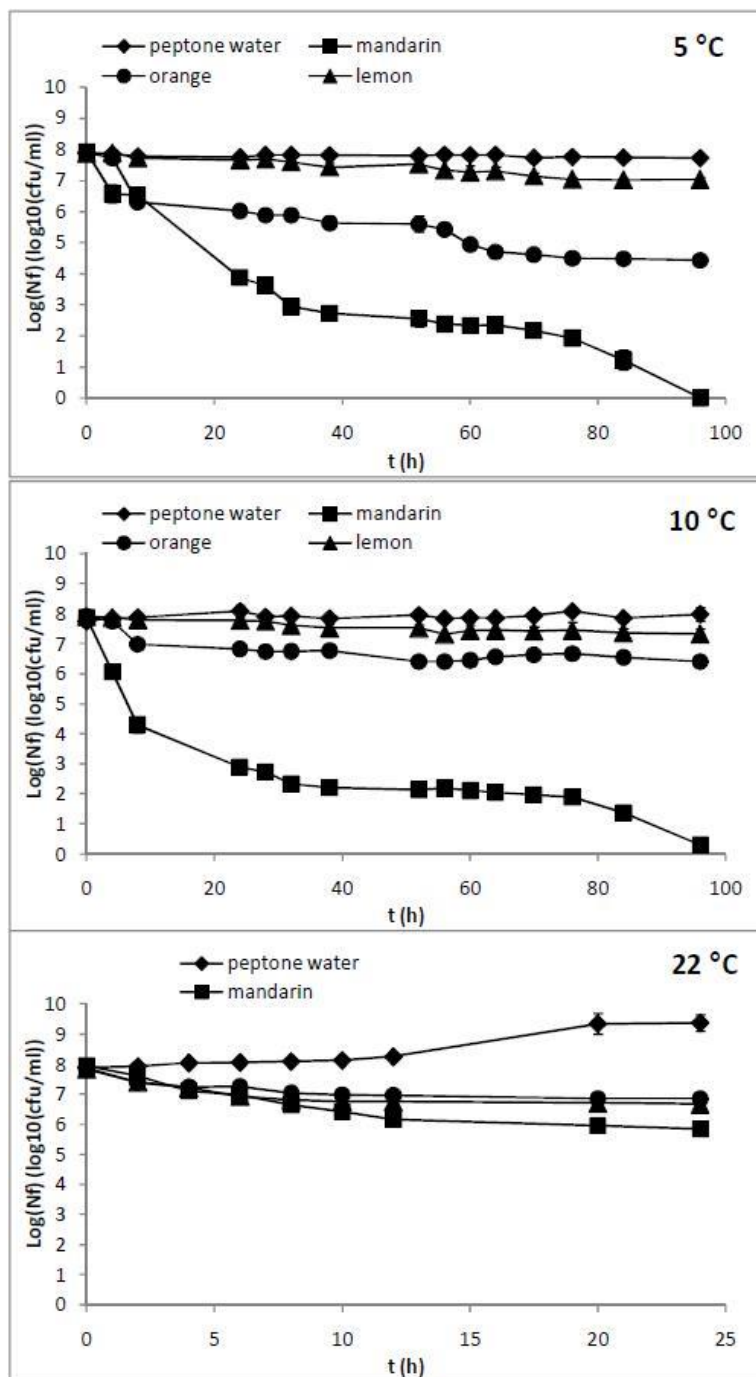 peptone water mandarin 5 °C
orange lemon
10
9
8
7
6
5
4
3
2
1
0
Log(Nf) (log10(cfu/ml))
0 20 40 60 80 100
t (h)
peptone water mandarin 10 °C
orange lemon
10
9
8
7
6
5
4
3
2
1
0
Log(Nf) (log10(cfu/ml))
0 20 40 60 80 100
t (h)
peptone water 22 °C
mandarin
10
9
8
7
6
5
4
3
2
1
0
Log(Nf) (log10(cfu/ml))
0 5 10 15 20 25
t (h)